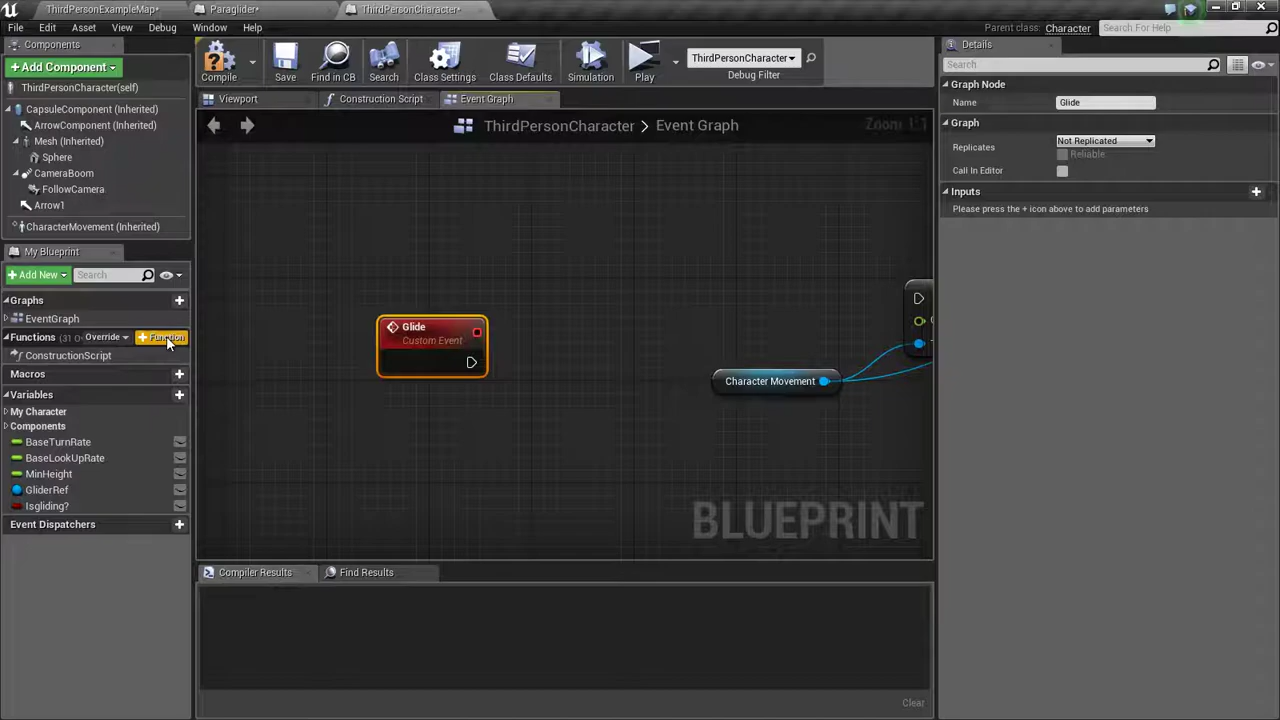 ThirdPersonExampleMap*
Paraglider*
ThirdPersonCharacter*
File Edit Asset View Debug Window Help
Parent class: Character
Search For Help
Components
Add Component
ThirdPersonCharacter(self)
CapsuleComponent (Inherited)
ArrowComponent (Inherited)
Mesh (Inherited)
Sphere
CameraBoom
FollowCamera
Arrow1
CharacterMovement (Inherited)
My Blueprint
Add New
Search
Graphs
EventGraph
Functions (31 O Override
Function
ConstructionScript
Macros
Variables
My Character
Components
BaseTurnRate
BaseLookUpRate
MinHeight
GliderRef
Isgliding?
Event Dispatchers
Compile
Save
Find in CB
Search
Class Settings
Class Defaults
Simulation
Play
ThirdPersonCharacter
Debug Filter
Viewport
Construction Script
Event Graph
ThirdPersonCharacter > Event Graph
Zoom 1:1
Glide
Custom Event
Character Movement
BLUEPRINT
Compiler Results
Find Results
Clear
Details
Search
Graph Node
Name Glide
Graph
Replicates Not Replicated
Reliable
Call In Editor
Inputs
Please press the + icon above to add parameters